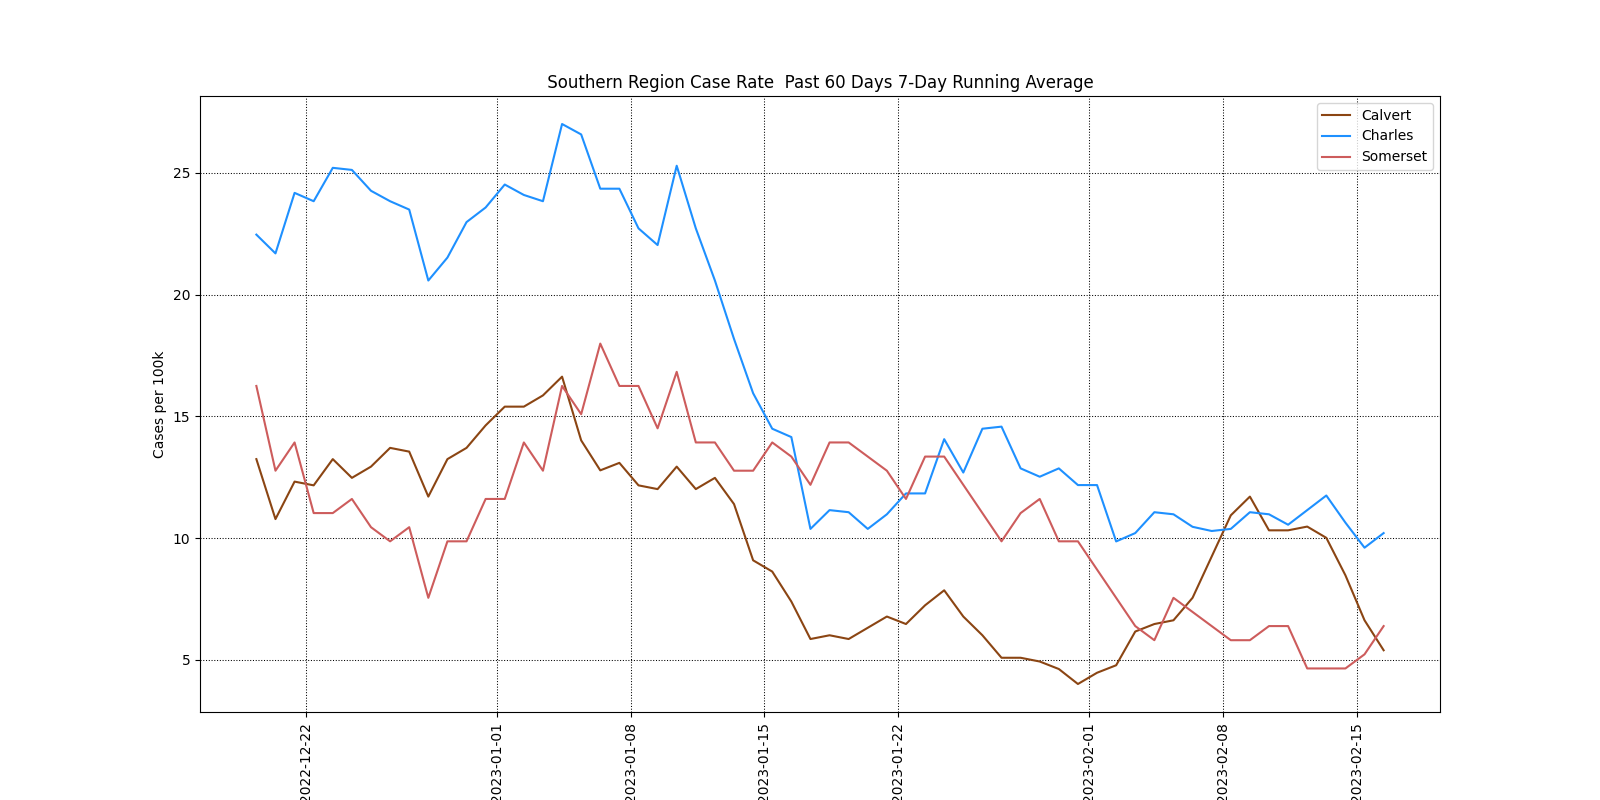 Southern Region Case Rate  Past 60 Days 7-Day Running Average
Calvert
Charles
Somerset
Cases per 100k
25
20
15
10
5
2022-12-22
2023-01-01
2023-01-08
2023-01-15
2023-01-22
2023-02-01
2023-02-08
2023-02-15